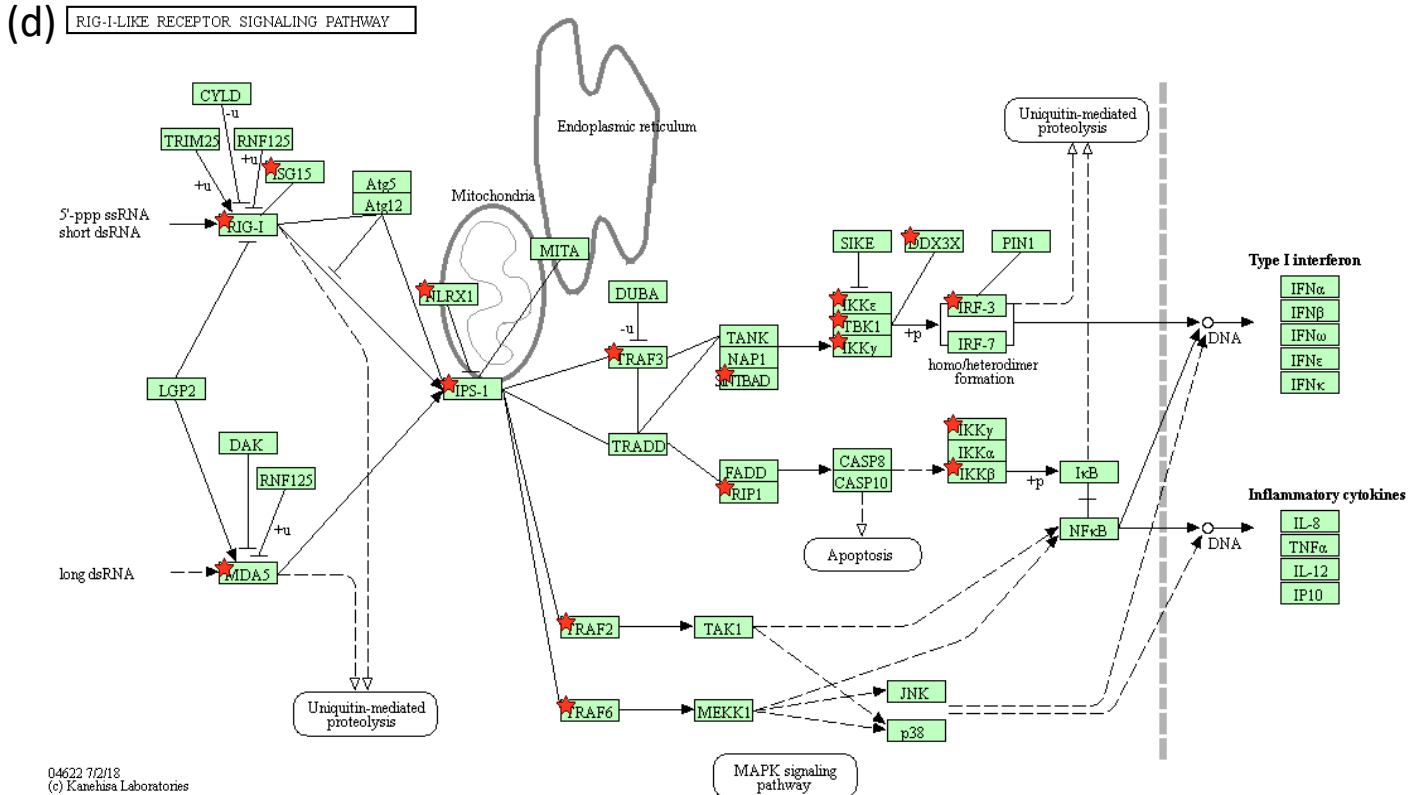 (d)
RIG-I-LIKE RECEPTOR SIGNALING PATHWAY
CYLD
-u
TRIM25
RNF125
+u
+u
ISG15
5'-ppp ssRNA
short dsRNA
RIG-I
Atg5
Atg12
Mitochondria
Endoplasmic reticulum
MITA
NLRX1
IPS-1
LGP2
DAK
RNF125
+u
long dsRNA
MDA5
Uniquitin-mediated
proteolysis
DUBA
-u
TRAF3
TRADD
TANK
NAP1
SINTBAD
FADD
RIP1
CASP8
CASP10
Apoptosis
SIKE
DDX3X
PIN1
IKKε
TBK1
IKKγ
+p
IRF-3
IRF-7
homo/heterodimer
formation
Uniquitin-mediated
proteolysis
IKKγ
IKKα
IKKβ
+p
IκB
NFκB
TRAF2
TAK1
TRAF6
MEKK1
JNK
p38
MAPK signaling
pathway
DNA
DNA
Type I interferon
IFNα
IFNβ
IFNω
IFNε
IFNκ
Inflammatory cytokines
IL-8
TNFα
IL-12
IP10
04622 7/2/18
(c) Kanehisa Laboratories